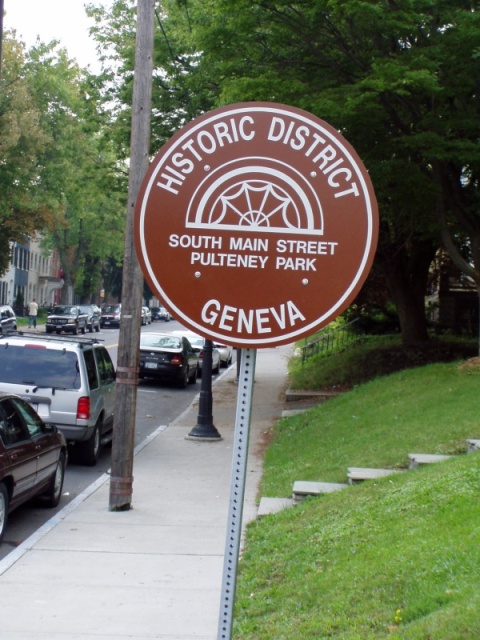 HISTORIC DISTRICT
SOUTH MAIN STREET
PULTENEY PARK
GENEVA